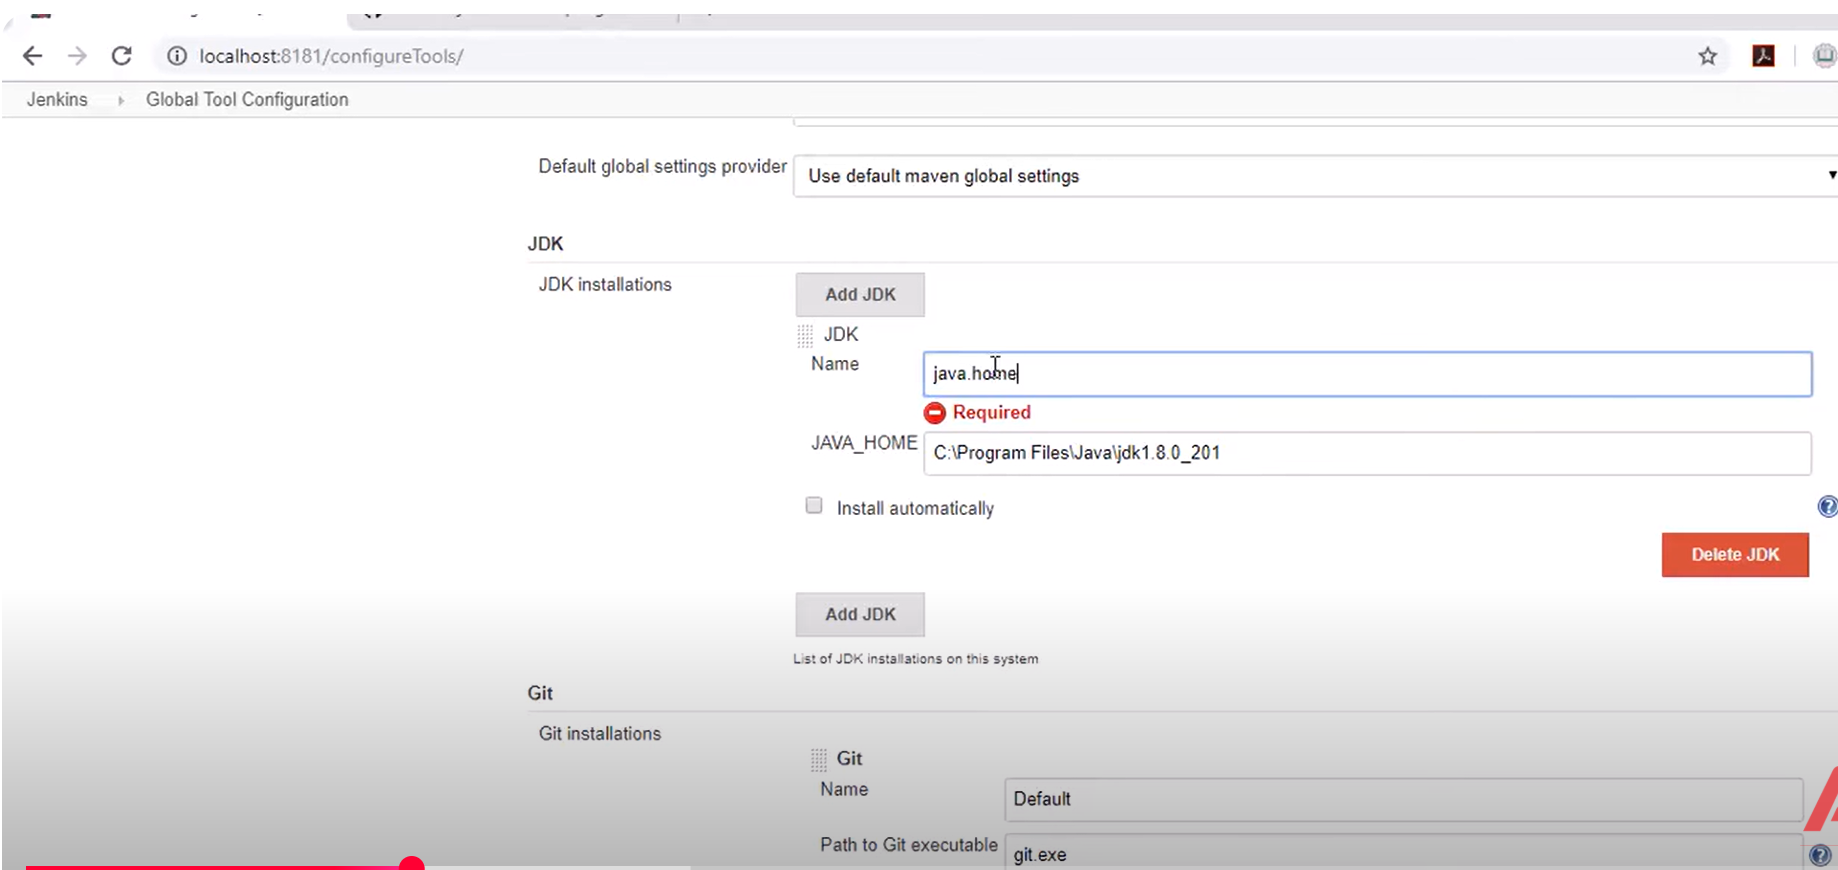 localhost:8181/configureTools/
Jenkins Global Tool Configuration
Default global settings provider Use default maven global settings
JDK
JDK installations Add JDK
JDK
Name java.home
Required
JAVA_HOME C:\Program Files\Java\jdk1.8.0_201
Install automatically
Delete JDK
Add JDK
List of JDK installations on this system
Git
Git installations
Git
Name Default
Path to Git executable git.exe